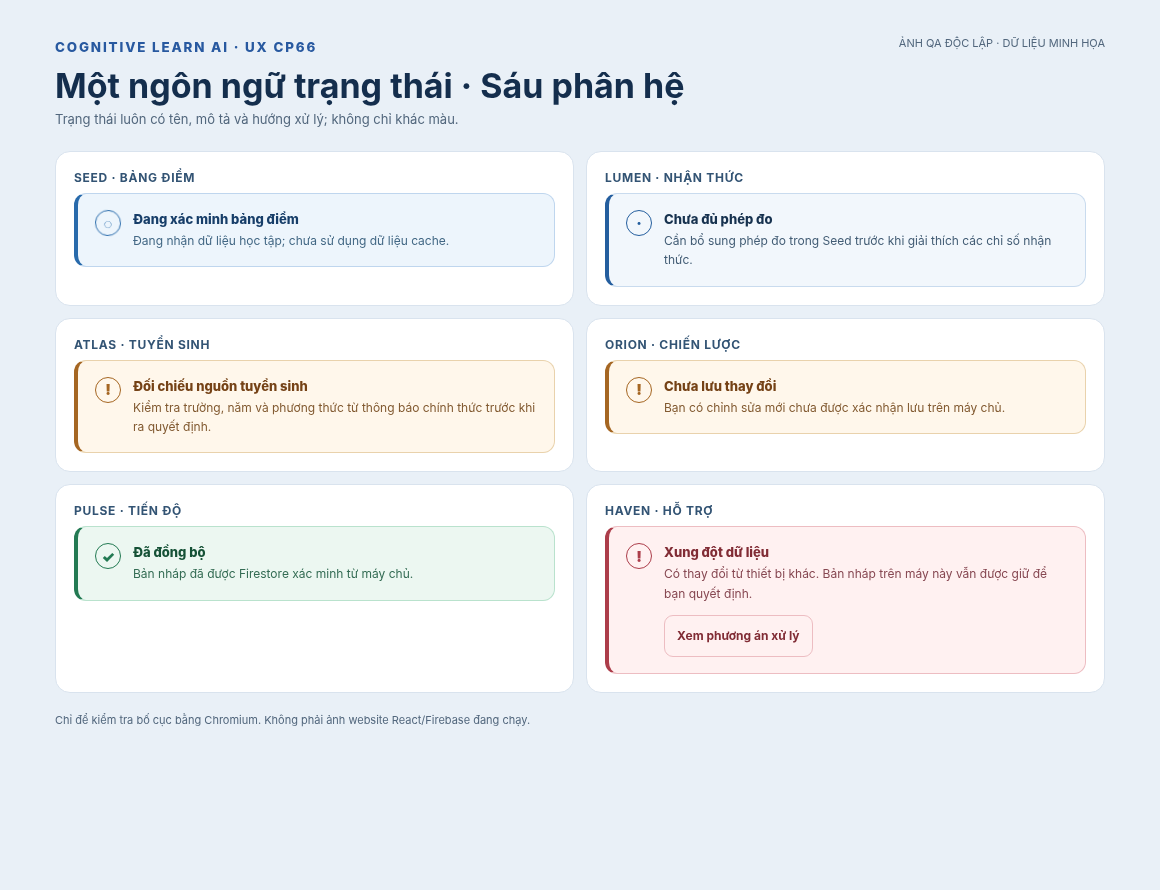 COGNITIVE LEARN AI · UX CP66
ẢNH QA ĐỘC LẬP · DỮ LIỆU MINH HỌA
Một ngôn ngữ trạng thái · Sáu phân hệ
Trạng thái luôn có tên, mô tả và hướng xử lý; không chỉ khác màu.
SEED · BẢNG ĐIỂM
Đang xác minh bảng điểm
Đang nhận dữ liệu học tập; chưa sử dụng dữ liệu cache.
LUMEN · NHẬN THỨC
Chưa đủ phép đo
Cần bổ sung phép đo trong Seed trước khi giải thích các chỉ số nhận
thức.
ATLAS · TUYỂN SINH
Đối chiếu nguồn tuyển sinh
Kiểm tra trường, năm và phương thức từ thông báo chính thức trước khi
ra quyết định.
ORION · CHIẾN LƯỢC
Chưa lưu thay đổi
Bạn có chỉnh sửa mới chưa được xác nhận lưu trên máy chủ.
PULSE · TIẾN ĐỘ
Đã đồng bộ
Bản nháp đã được Firestore xác minh từ máy chủ.
HAVEN · HỖ TRỢ
Xung đột dữ liệu
Có thay đổi từ thiết bị khác. Bản nháp trên máy này vẫn được giữ để
bạn quyết định.
Xem phương án xử lý
Chỉ để kiểm tra bố cục bằng Chromium. Không phải ảnh website React/Firebase đang chạy.